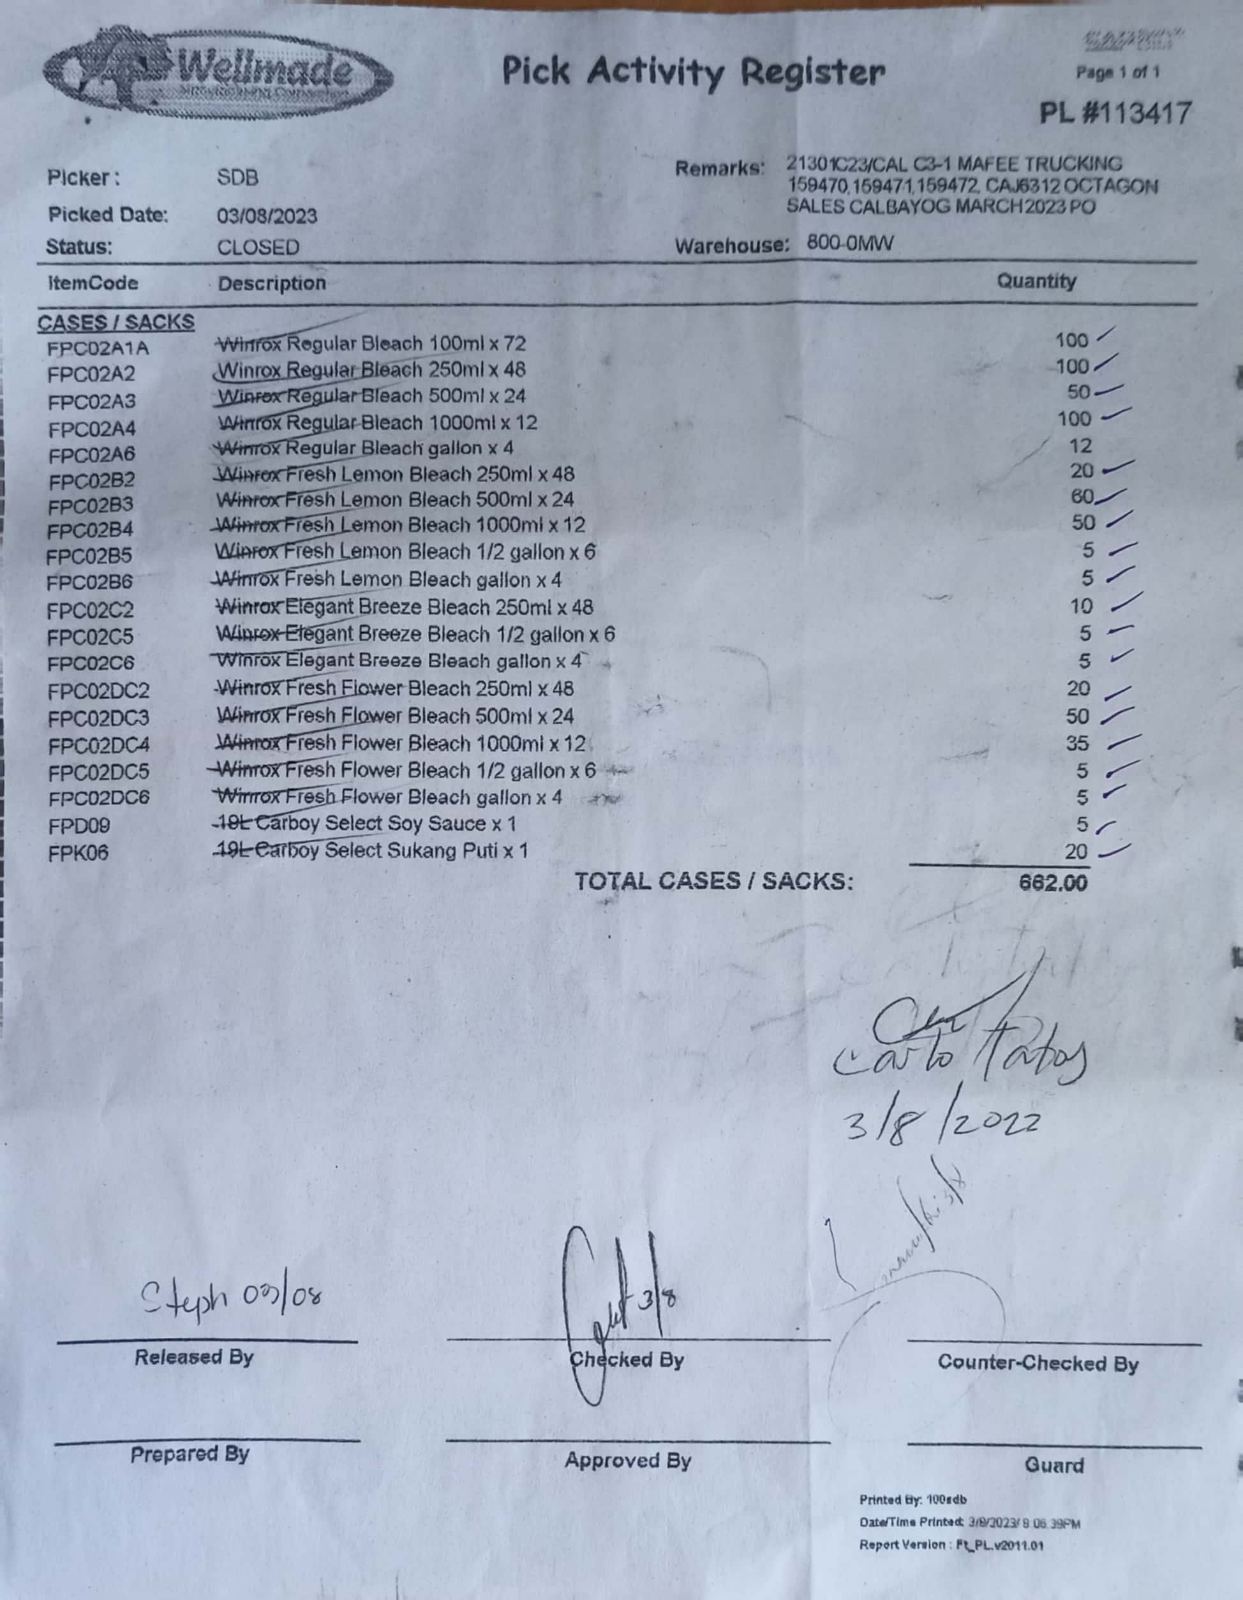 Wellmade
Pick Activity Register
Page 1 of 1
PL #113417
Picker: SDB
Picked Date: 03/08/2023
Status: CLOSED
Remarks: 21301C23/CAL C3-1 MAFEE TRUCKING
159470,159471,159472, CAJ6312 OCTAGON
SALES CALBAYOG MARCH2023 PO
Warehouse: 800-0MW
ItemCode Description Quantity
CASES / SACKS
FPC02A1A Winrox Regular Bleach 100ml x 72 100
FPC02A2 Winrox Regular Bleach 250ml x 48 100
FPC02A3 Winrox Regular Bleach 500ml x 24 50
FPC02A4 Winrox Regular Bleach 1000ml x 12 100
FPC02A6 Winrox Regular Bleach gallon x 4 12
FPC02B2 Winrox Fresh Lemon Bleach 250ml x 48 20
FPC02B3 Winrox Fresh Lemon Bleach 500ml x 24 60
FPC02B4 Winrox Fresh Lemon Bleach 1000ml x 12 50
FPC02B5 Winrox Fresh Lemon Bleach 1/2 gallon x 6 5
FPC02B6 Winrox Fresh Lemon Bleach gallon x 4 5
FPC02C2 Winrox Elegant Breeze Bleach 250ml x 48 10
FPC02C5 Winrox Elegant Breeze Bleach 1/2 gallon x 6 5
FPC02C6 Winrox Elegant Breeze Bleach gallon x 4 5
FPC02DC2 Winrox Fresh Flower Bleach 250ml x 48 20
FPC02DC3 Winrox Fresh Flower Bleach 500ml x 24 50
FPC02DC4 Winrox Fresh Flower Bleach 1000ml x 12 35
FPC02DC5 Winrox Fresh Flower Bleach 1/2 gallon x 6 5
FPC02DC6 Winrox Fresh Flower Bleach gallon x 4 5
FPD09 19L Carboy Select Soy Sauce x 1 5
FPK06 19L Carboy Select Sukang Puti x 1 20
TOTAL CASES / SACKS: 662.00
Carlo
3/8/2022
Steph 03/08
3/8
Released By Checked By Counter-Checked By
Prepared By Approved By Guard
Printed By: 100sdb
Date/Time Printed: 3/8/2023/ 8:06:39PM
Report Version : Ft_PL.v2011.01